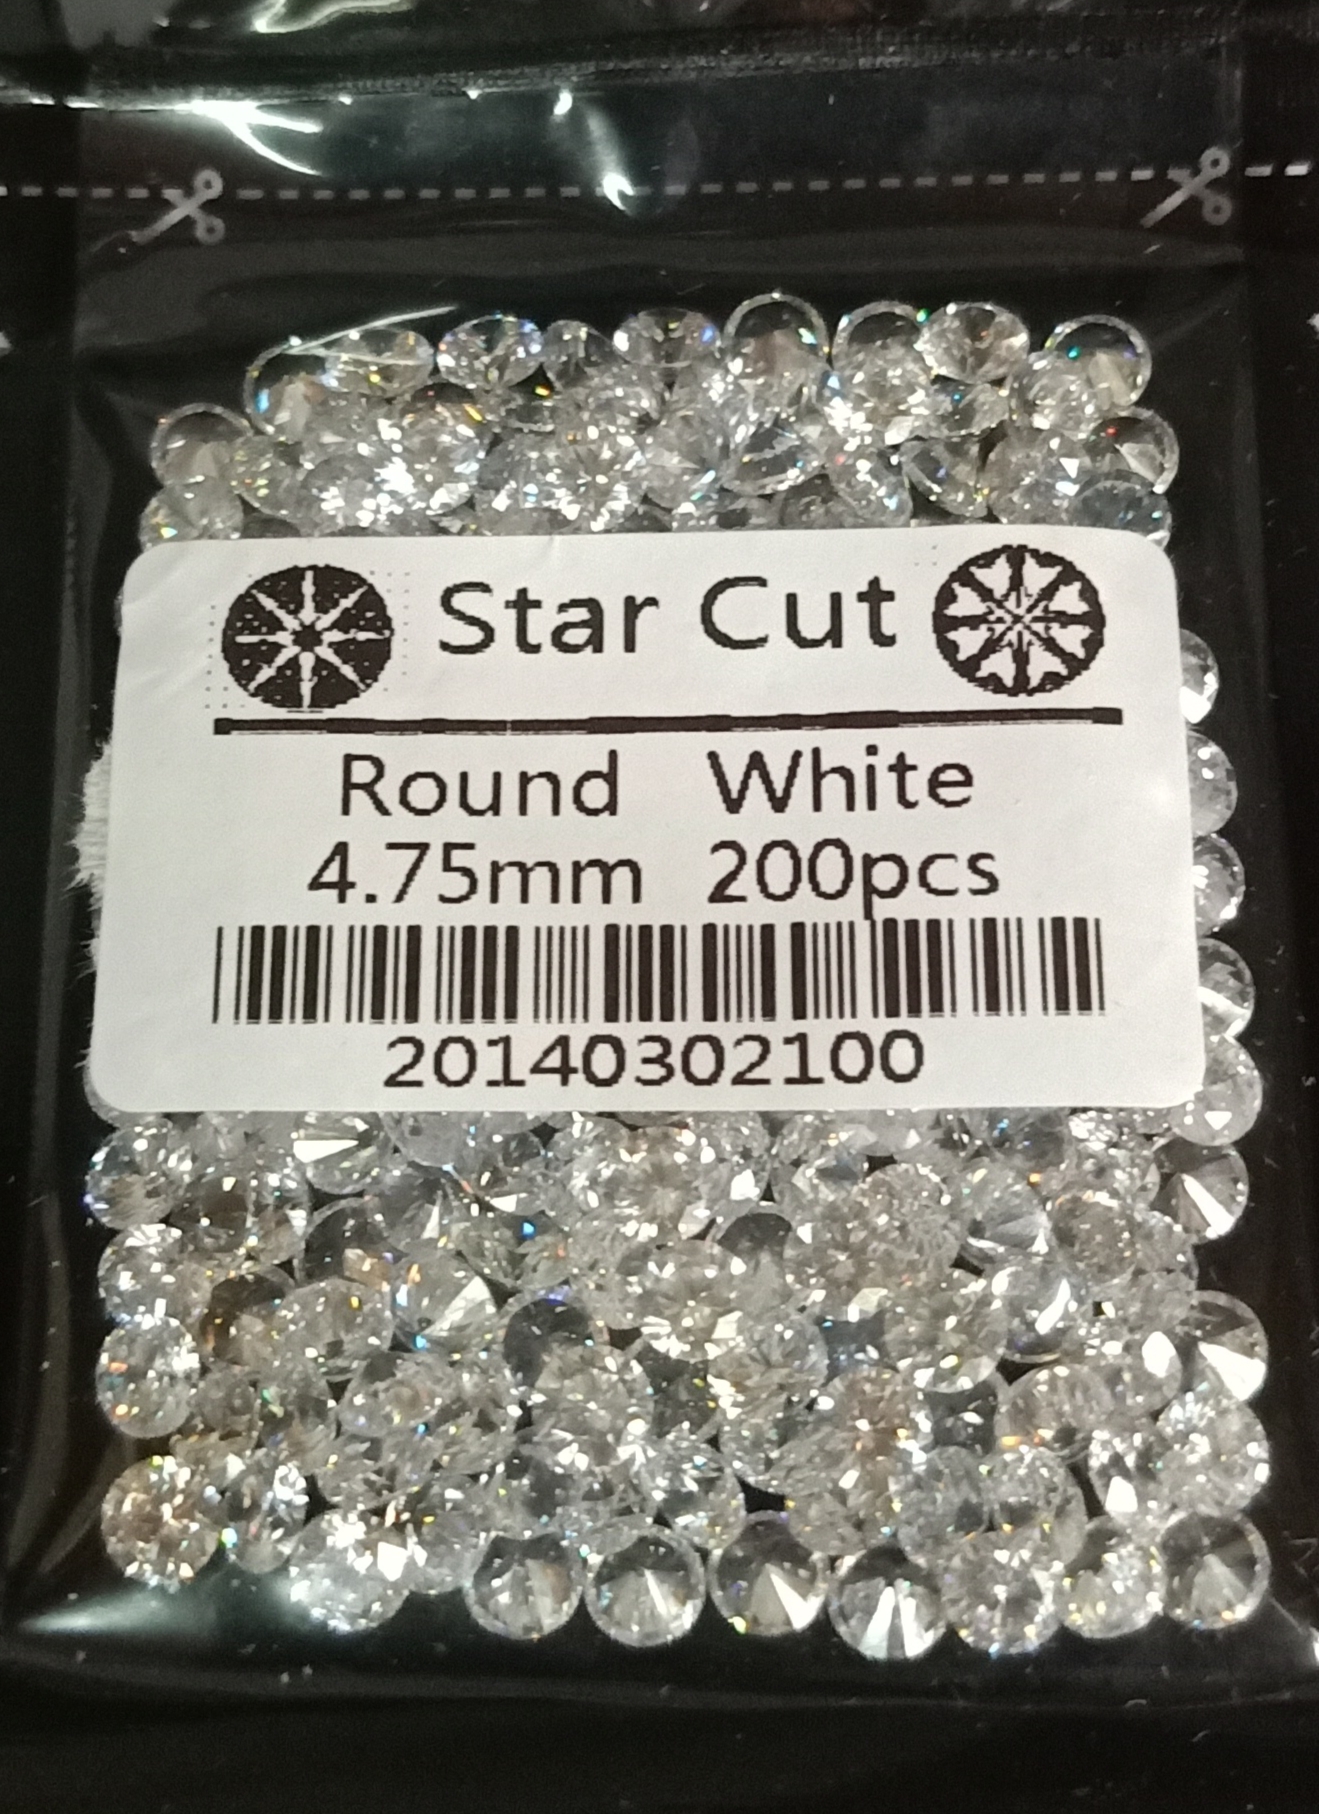 Star Cut
Round White
4.75mm 200pcs
20140302100